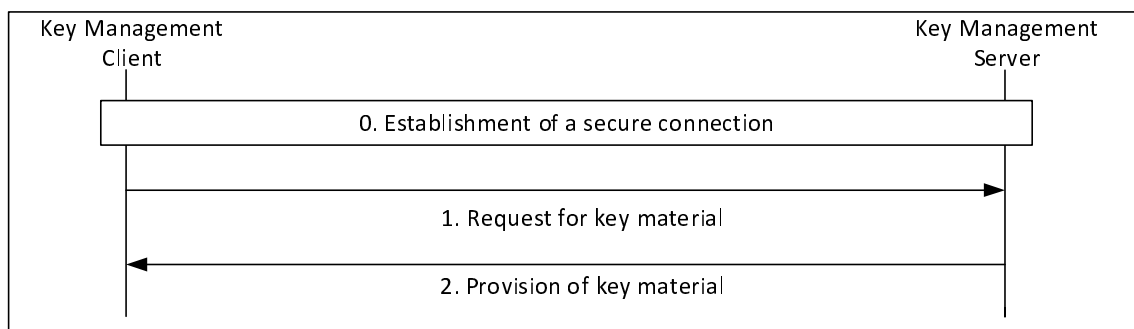 Key Management
Client
Key Management
Server
0. Establishment of a secure connection
1. Request for key material
2. Provision of key material